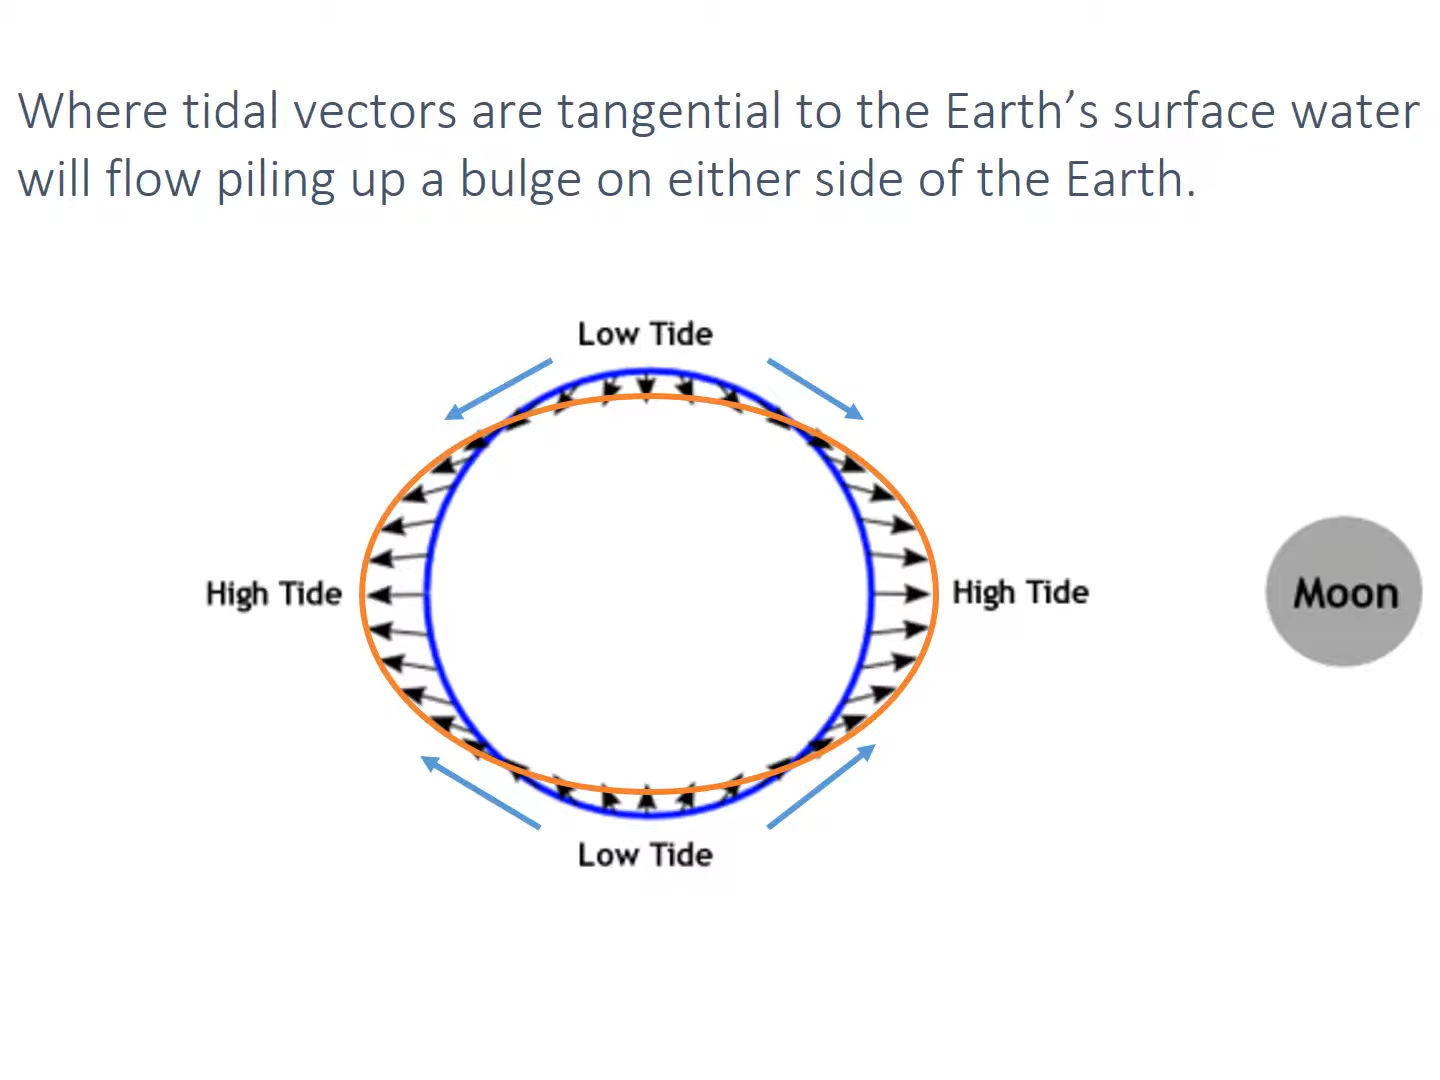 Where tidal vectors are tangential to the Earth’s surface water
will flow piling up a bulge on either side of the Earth.
Low Tide
High Tide
High Tide
Moon
Low Tide